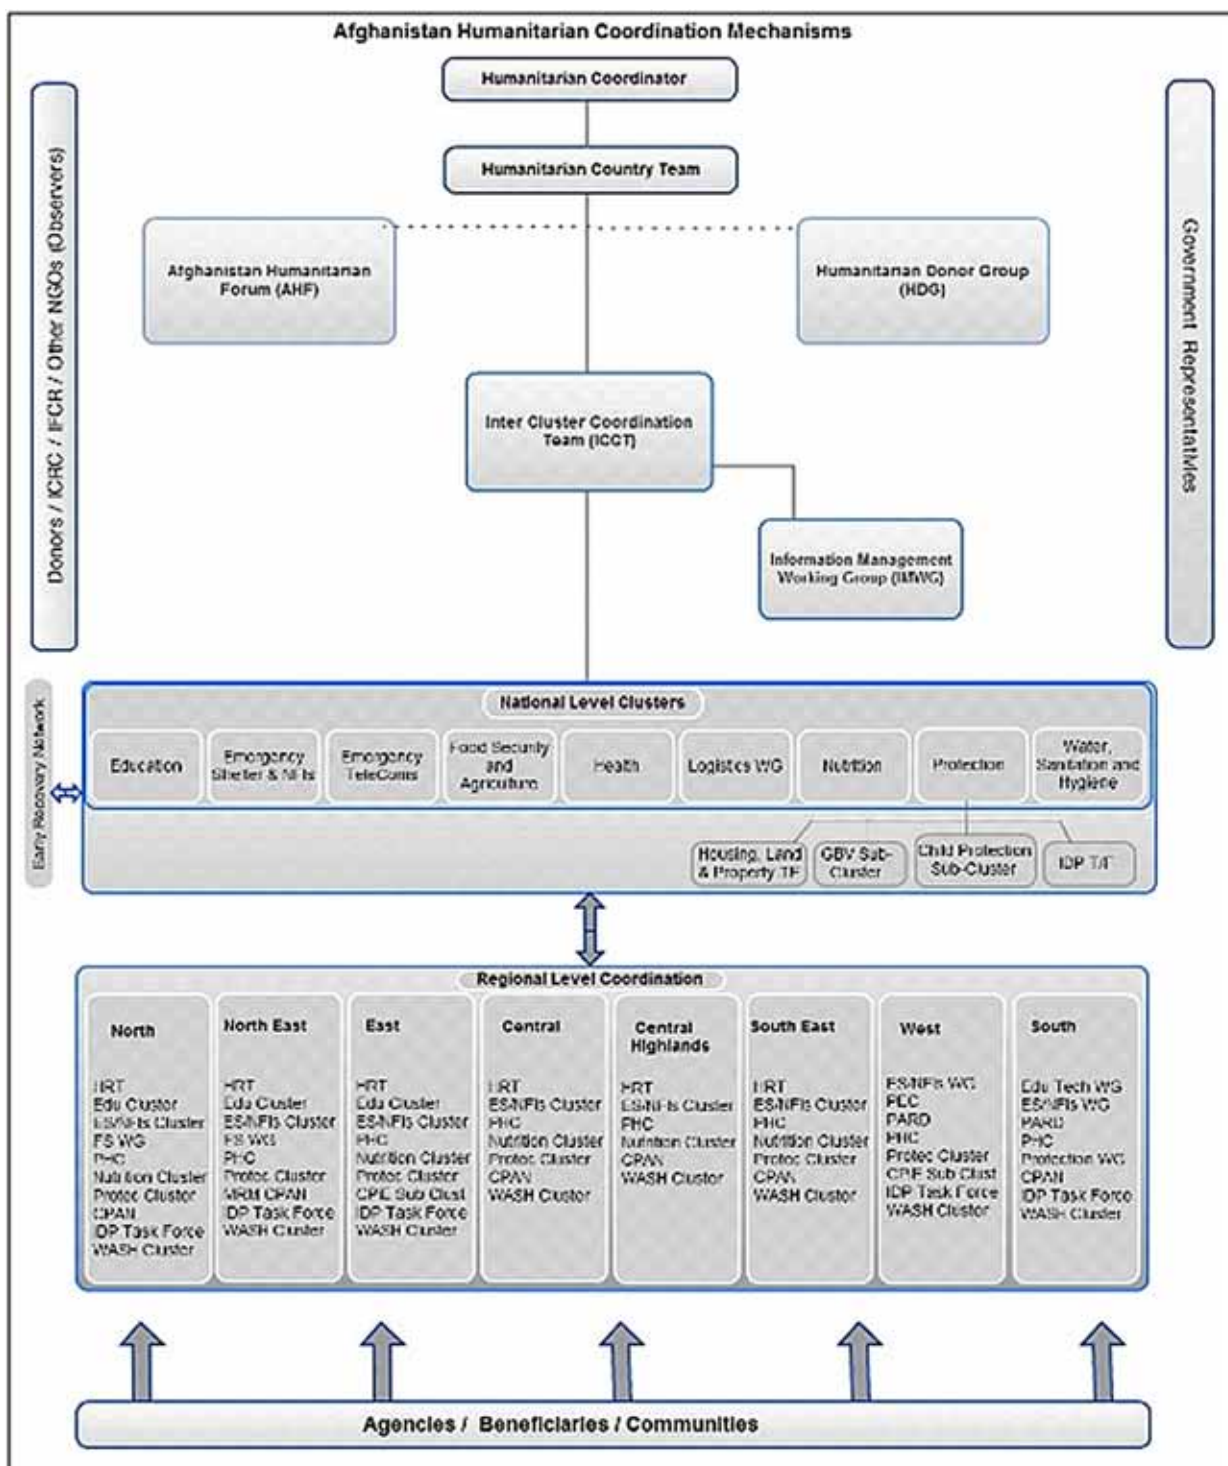 Afghanistan Humanitarian Coordination Mechanisms
Humanitarian Coordinator
Humanitarian Country Team
Donors / ICRC / IFCR / Other NGOs (Observers)
Government Representatives
Afghanistan Humanitarian
Forum (AHF)
Humanitarian Donor Group
(HDG)
Inter Cluster Coordination
Team (ICCT)
Information Management
Working Group (IMWG)
Early Recovery Network
National Level Clusters
Education
Emergency
Shelter & NFIs
Emergency
TeleComs
Food Security
and
Agriculture
Health
Logistics WG
Nutrition
Protection
Water,
Sanitation and
Hygiene
Housing, Land
& Property TF
GBV Sub-
Cluster
Child Protection
Sub-Cluster
IDP T/F
Regional Level Coordination
North
HRT
Edu Cluster
ES/NFIs Cluster
FS WG
PHC
Nutrition Cluster
Protec Cluster
CPAN
IDP Task Force
WASH Cluster
North East
HRT
Edu Cluster
ES/NFIs Cluster
FS WG
PHC
Protec Cluster
MRM CPAN
IDP Task Force
WASH Cluster
East
HRT
Edu Cluster
ES/NFIs Cluster
PHC
Nutrition Cluster
Protec Cluster
CPiE Sub Clust
IDP Task Force
WASH Cluster
Central
HRT
ES/NFIs Cluster
PHC
Nutrition Cluster
Protec Cluster
CPAN
WASH Cluster
Central
Highlands
HRT
ES/NFIs Cluster
PHC
Nutrition Cluster
CPAN
WASH Cluster
South East
HRT
ES/NFIs Cluster
PHC
Nutrition Cluster
Protec Cluster
CPAN
WASH Cluster
West
ES/NFIs WG
PARD
PHC
Protec Cluster
CPiE Sub Clust
IDP Task Force
WASH Cluster
South
Edu Tech WG
ES/NFIs WG
PARD
PHC
Protection WG
CPAN
IDP Task Force
WASH Cluster
Agencies / Beneficiaries / Communities